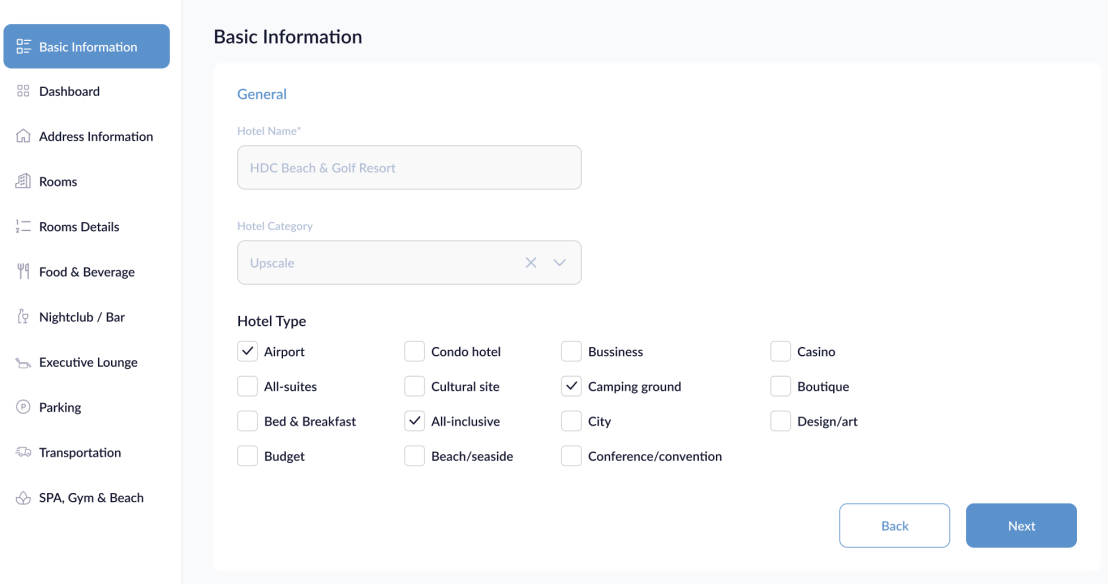 Basic Information
Dashboard
Address Information
Rooms
Rooms Details
Food & Beverage
Nightclub / Bar
Executive Lounge
Parking
Transportation
SPA, Gym & Beach
Basic Information
General
Hotel Name*
HDC Beach & Golf Resort
Hotel Category
Upscale
Hotel Type
Airport Condo hotel Bussiness Casino
All-suites Cultural site Camping ground Boutique
Bed & Breakfast All-inclusive City Design/art
Budget Beach/seaside Conference/convention
Back Next